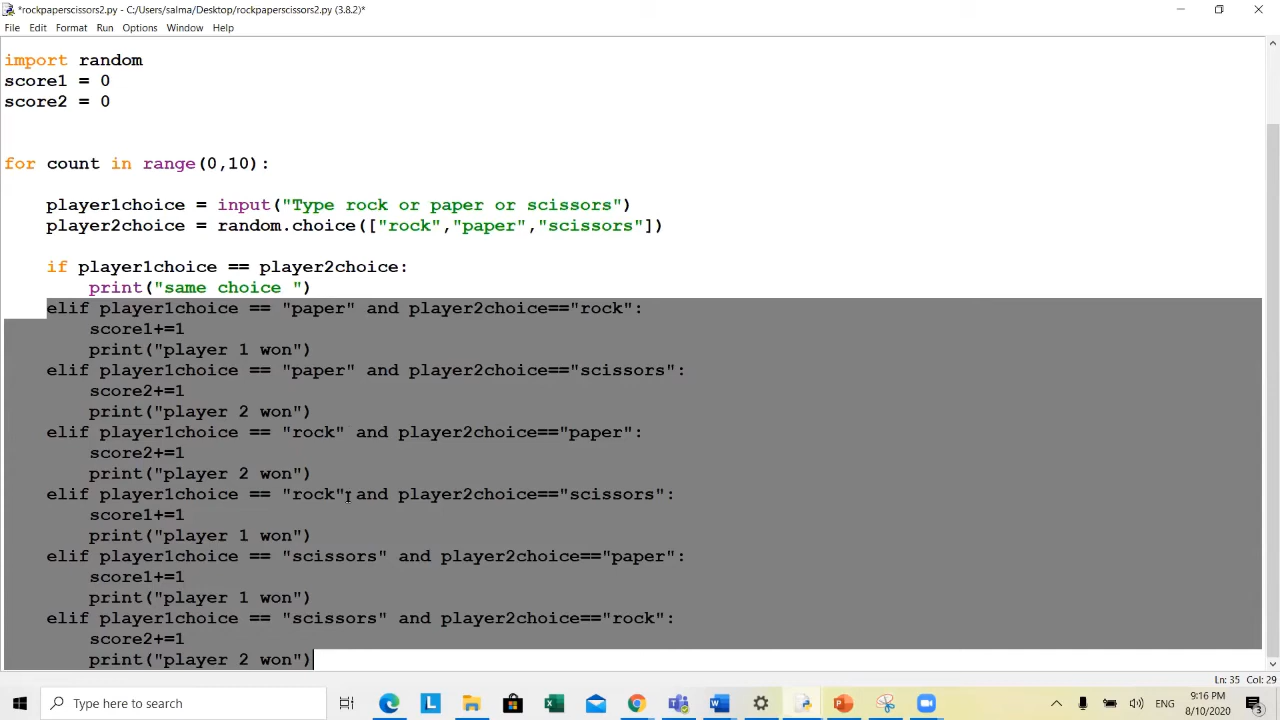 *rockpaperscissors2.py - C:/Users/salma/Desktop/rockpaperscissors2.py (3.8.2)*
File Edit Format Run Options Window Help
import random
score1 = 0
score2 = 0
for count in range(0,10):
player1choice = input("Type rock or paper or scissors")
player2choice = random.choice(["rock","paper","scissors"])
if player1choice == player2choice:
print("same choice ")
elif player1choice == "paper" and player2choice=="rock":
score1+=1
print("player 1 won")
elif player1choice == "paper" and player2choice=="scissors":
score2+=1
print("player 2 won")
elif player1choice == "rock" and player2choice=="paper":
score2+=1
print("player 2 won")
elif player1choice == "rock" and player2choice=="scissors":
score1+=1
print("player 1 won")
elif player1choice == "scissors" and player2choice=="paper":
score1+=1
print("player 1 won")
elif player1choice == "scissors" and player2choice=="rock":
score2+=1
print("player 2 won")
Ln: 35 Col: 29
Type here to search
ENG
9:16 PM
8/10/2020
3